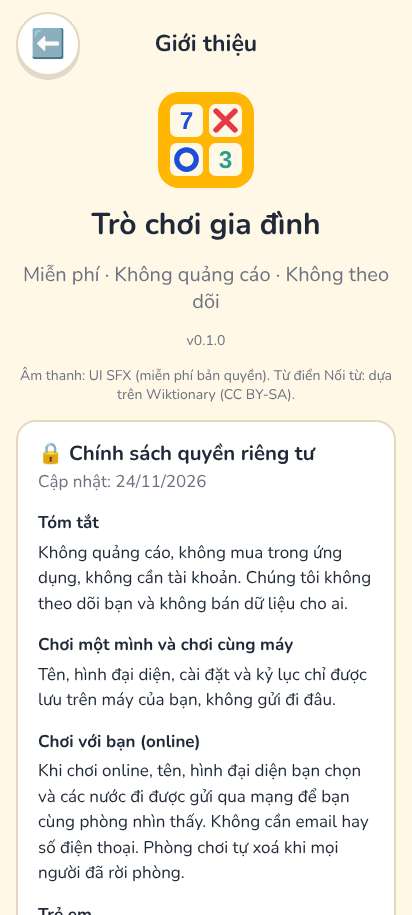 Giới thiệu
7
3
Trò chơi gia đình
Miễn phí · Không quảng cáo · Không theo
dõi
v0.1.0
Âm thanh: UI SFX (miễn phí bản quyền). Từ điển Nối từ: dựa
trên Wiktionary (CC BY-SA).
🔒 Chính sách quyền riêng tư
Cập nhật: 24/11/2026
Tóm tắt
Không quảng cáo, không mua trong ứng
dụng, không cần tài khoản. Chúng tôi không
theo dõi bạn và không bán dữ liệu cho ai.
Chơi một mình và chơi cùng máy
Tên, hình đại diện, cài đặt và kỷ lục chỉ được
lưu trên máy của bạn, không gửi đi đâu.
Chơi với bạn (online)
Khi chơi online, tên, hình đại diện bạn chọn
và các nước đi được gửi qua mạng để bạn
cùng phòng nhìn thấy. Không cần email hay
số điện thoại. Phòng chơi tự xoá khi mọi
người đã rời phòng.
Trẻ em